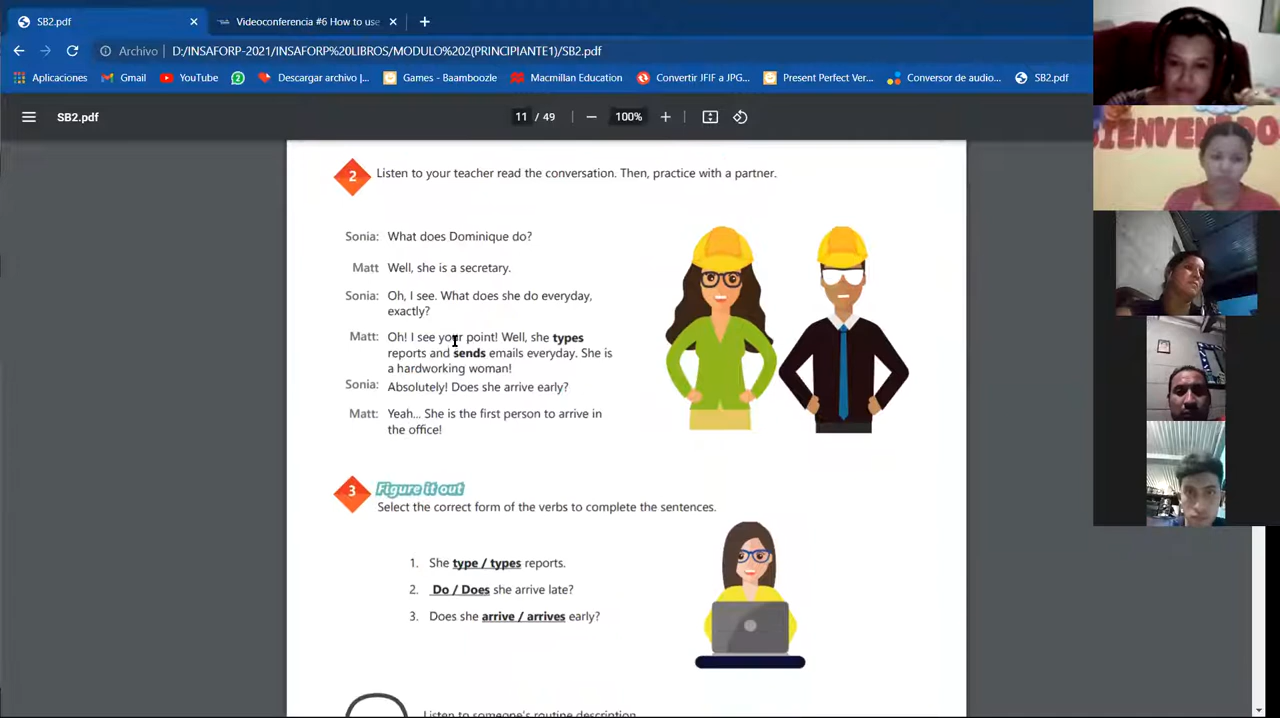 SB2.pdf
Videoconferencia #6 How to use
Archivo
D:/INSAFORP-2021/INSAFORP%20LIBROS/MODULO%202(PRINCIPIANTE1)/SB2.pdf
Aplicaciones
Gmail
YouTube
2
Descargar archivo |...
Games - Baamboozle
Macmillan Education
Convertir JFIF a JPG...
Present Perfect Ver...
Conversor de audio...
SB2.pdf
SB2.pdf
11 / 49
100%
BIENVENIDO
2
Listen to your teacher read the conversation. Then, practice with a partner.
Sonia: What does Dominique do?
Matt Well, she is a secretary.
Sonia: Oh, I see. What does she do everyday,
exactly?
Matt: Oh! I see your point! Well, she types
reports and sends emails everyday. She is
a hardworking woman!
Sonia: Absolutely! Does she arrive early?
Matt: Yeah... She is the first person to arrive in
the office!
3
Figure it out
Select the correct form of the verbs to complete the sentences.
1. She type / types reports.
2. Do / Does she arrive late?
3. Does she arrive / arrives early?
Listen to someone's routine description.